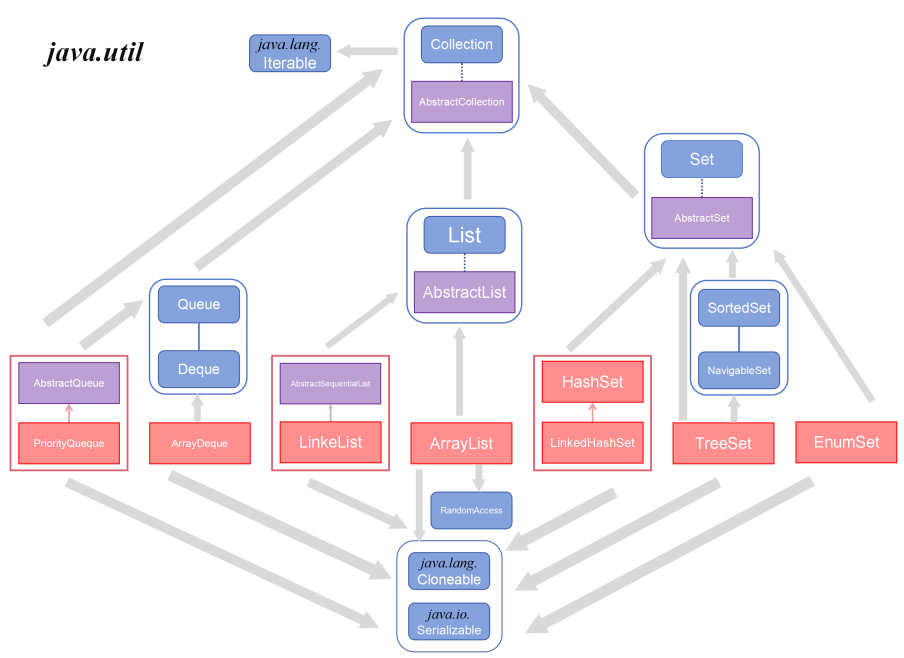 java.util
java.lang.
Iterable
Collection
AbstractCollection
Set
AbstractSet
List
AbstractList
Queue
Deque
SortedSet
NavigableSet
AbstractQueue
PriorityQueque
ArrayDeque
AbstractSequentialList
LinkeList
ArrayList
HashSet
LinkedHashSet
TreeSet
EnumSet
RandomAccess
java.lang.
Cloneable
java.io.
Serializable